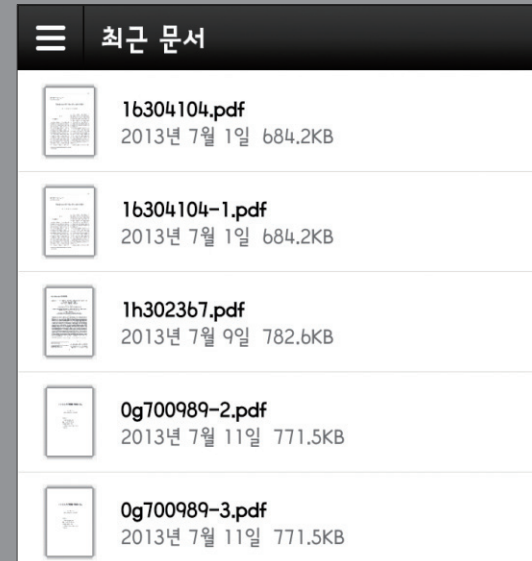 최근 문서
1b304104.pdf
2013년 7월 1일 684.2KB
1b304104-1.pdf
2013년 7월 1일 684.2KB
1h302367.pdf
2013년 7월 9일 782.6KB
0g700989-2.pdf
2013년 7월 11일 771.5KB
0g700989-3.pdf
2013년 7월 11일 771.5KB